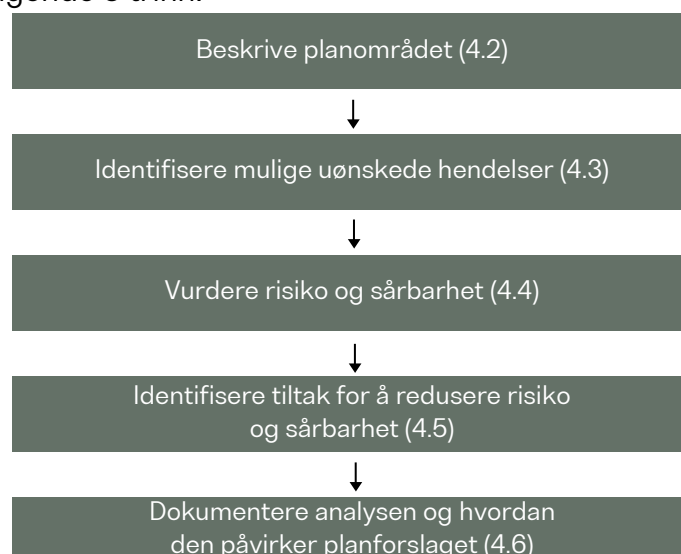 Beskrive planområdet (4.2)
Identifisere mulige uønskede hendelser (4.3)
Vurdere risiko og sårbarhet (4.4)
Identifisere tiltak for å redusere risiko
og sårbarhet (4.5)
Dokumentere analysen og hvordan
den påvirker planforslaget (4.6)